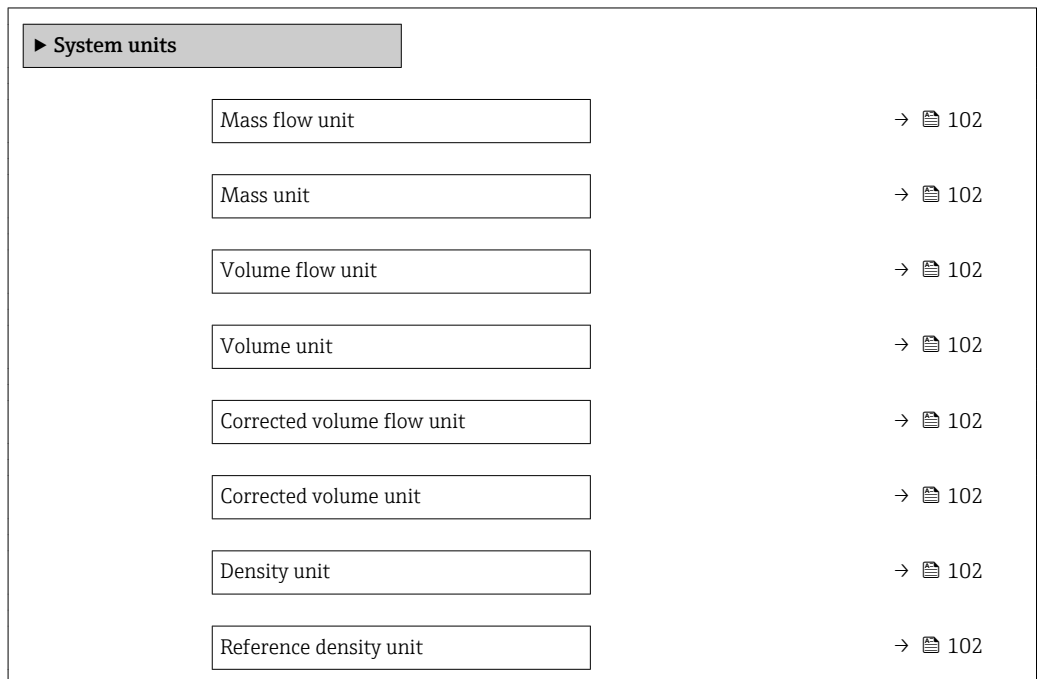 ► System units
Mass flow unit → 102
Mass unit → 102
Volume flow unit → 102
Volume unit → 102
Corrected volume flow unit → 102
Corrected volume unit → 102
Density unit → 102
Reference density unit → 102